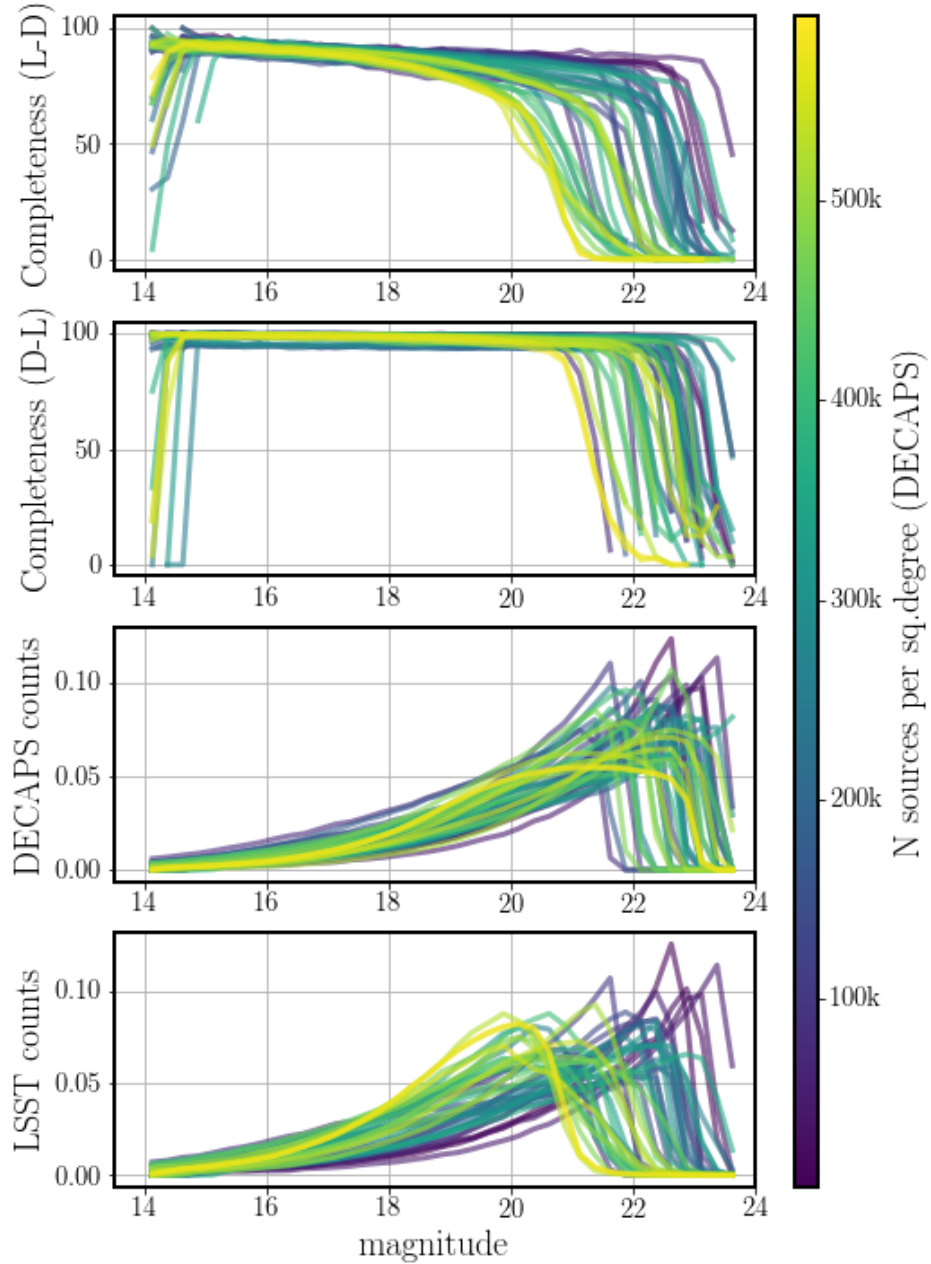 Completeness (L-D)
100
50
0
14 16 18 20 22 24
Completeness (D-L)
100
50
0
14 16 18 20 22 24
DECAPS counts
0.10
0.05
0.00
14 16 18 20 22 24
LSST counts
0.10
0.05
0.00
14 16 18 20 22 24
magnitude
500k
400k
300k
200k
100k
N sources per sq.degree (DECAPS)